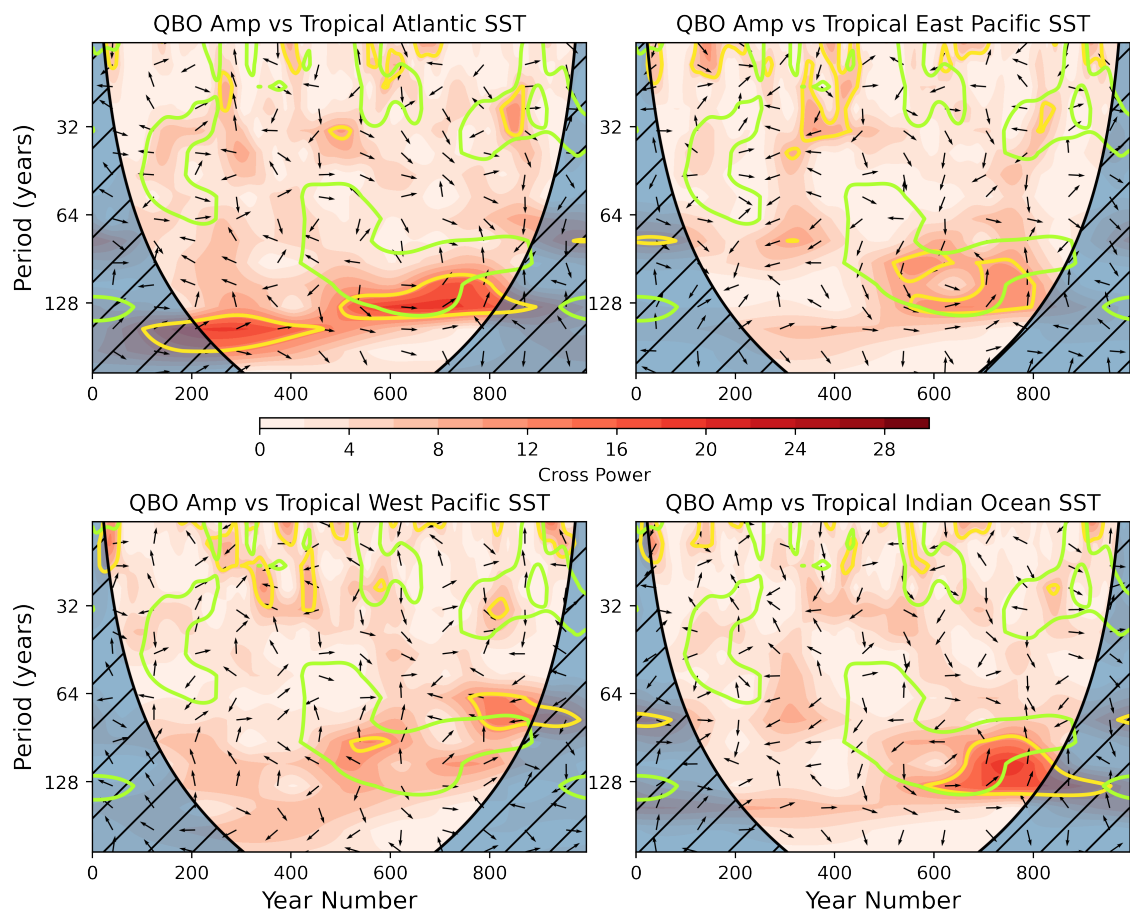 QBO Amp vs Tropical Atlantic SST
QBO Amp vs Tropical East Pacific SST
Period (years)
32
64
128
32
64
128
0 200 400 600 800
0 200 400 600 800
0 4 8 12 16 20 24 28
Cross Power
QBO Amp vs Tropical West Pacific SST
QBO Amp vs Tropical Indian Ocean SST
Period (years)
32
64
128
32
64
128
0 200 400 600 800
0 200 400 600 800
Year Number
Year Number